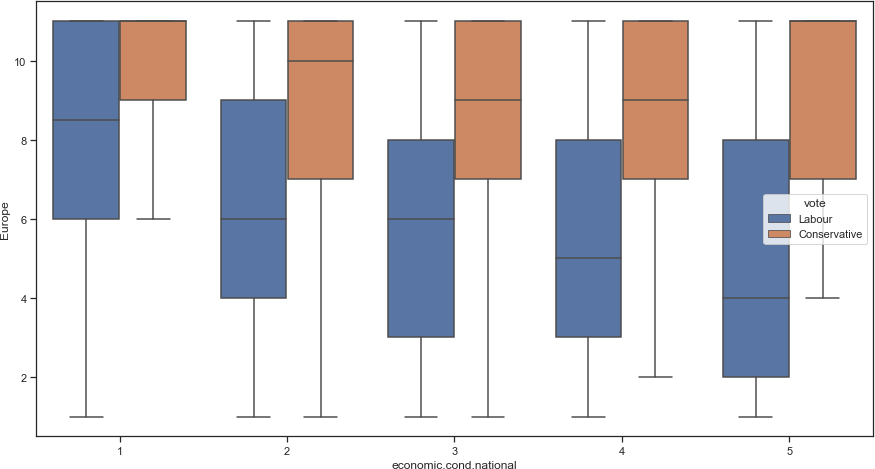 10
8
6
4
2
Europe
vote
Labour
Conservative
1 2 3 4 5
economic.cond.national